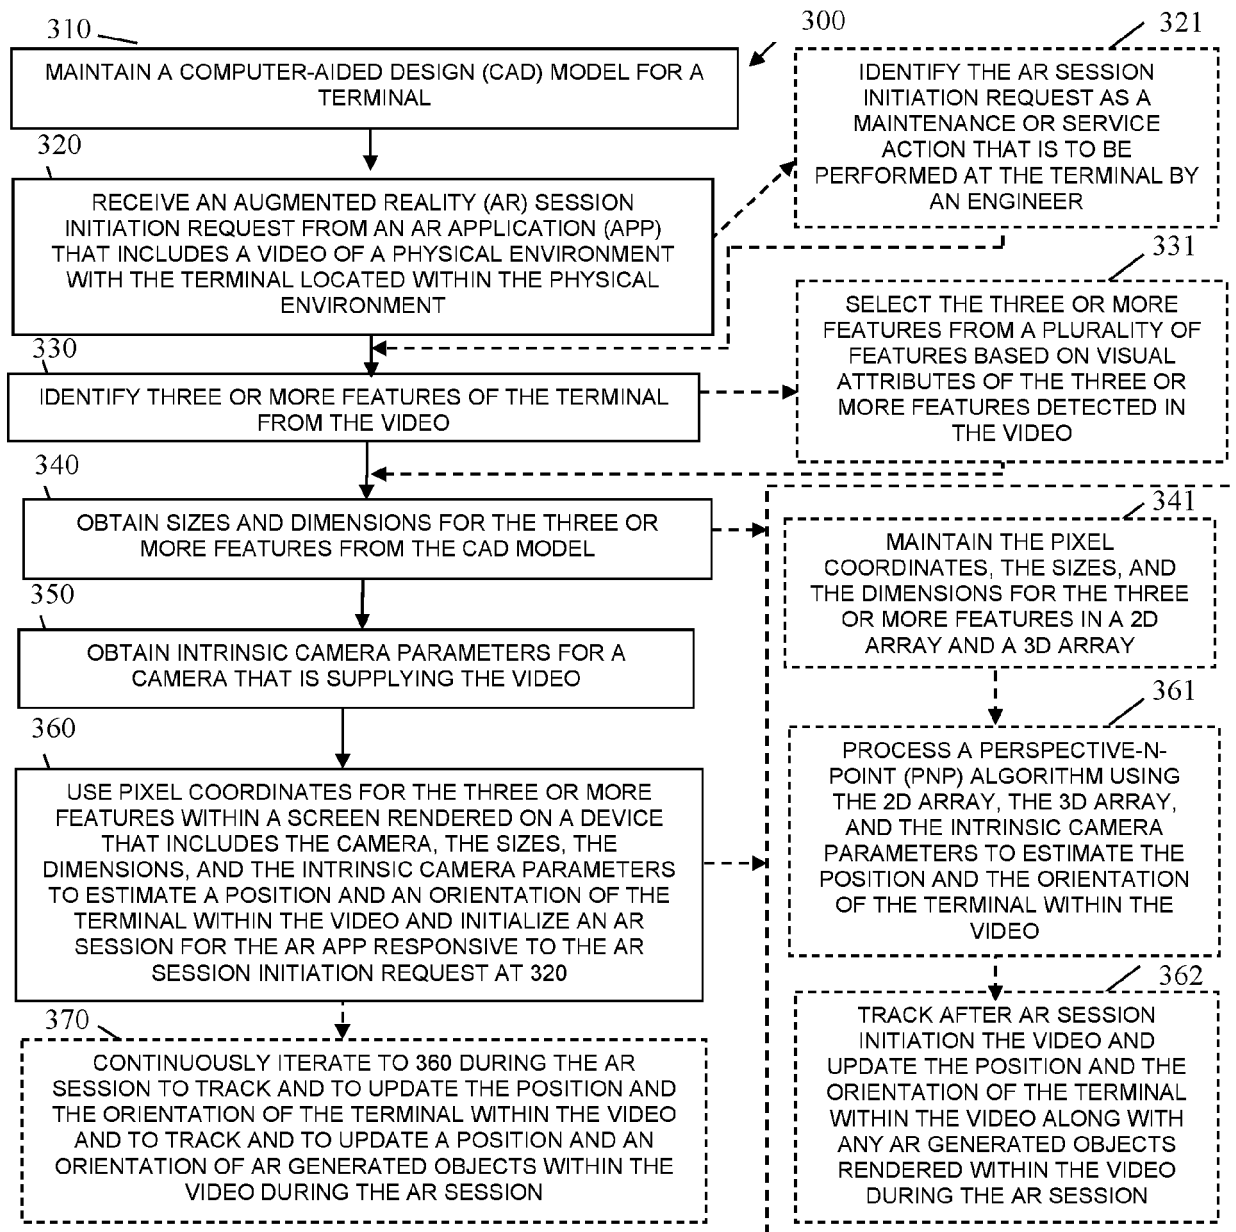 310
300
MAINTAIN A COMPUTER-AIDED DESIGN (CAD) MODEL FOR A
TERMINAL
320
RECEIVE AN AUGMENTED REALITY (AR) SESSION
INITIATION REQUEST FROM AN AR APPLICATION (APP)
THAT INCLUDES A VIDEO OF A PHYSICAL ENVIRONMENT
WITH THE TERMINAL LOCATED WITHIN THE PHYSICAL
ENVIRONMENT
321
IDENTIFY THE AR SESSION
INITIATION REQUEST AS A
MAINTENANCE OR SERVICE
ACTION THAT IS TO BE
PERFORMED AT THE TERMINAL BY
AN ENGINEER
330
IDENTIFY THREE OR MORE FEATURES OF THE TERMINAL
FROM THE VIDEO
331
SELECT THE THREE OR MORE
FEATURES FROM A PLURALITY OF
FEATURES BASED ON VISUAL
ATTRIBUTES OF THE THREE OR
MORE FEATURES DETECTED IN
THE VIDEO
340
OBTAIN SIZES AND DIMENSIONS FOR THE THREE OR
MORE FEATURES FROM THE CAD MODEL
341
MAINTAIN THE PIXEL
COORDINATES, THE SIZES, AND
THE DIMENSIONS FOR THE THREE
OR MORE FEATURES IN A 2D
ARRAY AND A 3D ARRAY
350
OBTAIN INTRINSIC CAMERA PARAMETERS FOR A
CAMERA THAT IS SUPPLYING THE VIDEO
360
USE PIXEL COORDINATES FOR THE THREE OR MORE
FEATURES WITHIN A SCREEN RENDERED ON A DEVICE
THAT INCLUDES THE CAMERA, THE SIZES, THE
DIMENSIONS, AND THE INTRINSIC CAMERA PARAMETERS
TO ESTIMATE A POSITION AND AN ORIENTATION OF THE
TERMINAL WITHIN THE VIDEO AND INITIALIZE AN AR
SESSION FOR THE AR APP RESPONSIVE TO THE AR
SESSION INITIATION REQUEST AT 320
361
PROCESS A PERSPECTIVE-N-
POINT (PNP) ALGORITHM USING
THE 2D ARRAY, THE 3D ARRAY,
AND THE INTRINSIC CAMERA
PARAMETERS TO ESTIMATE THE
POSITION AND THE ORIENTATION
OF THE TERMINAL WITHIN THE
VIDEO
362
TRACK AFTER AR SESSION
INITIATION THE VIDEO AND
UPDATE THE POSITION AND THE
ORIENTATION OF THE TERMINAL
WITHIN THE VIDEO ALONG WITH
ANY AR GENERATED OBJECTS
RENDERED WITHIN THE VIDEO
DURING THE AR SESSION
370
CONTINUOUSLY ITERATE TO 360 DURING THE AR
SESSION TO TRACK AND TO UPDATE THE POSITION AND
THE ORIENTATION OF THE TERMINAL WITHIN THE VIDEO
AND TO TRACK AND TO UPDATE A POSITION AND AN
ORIENTATION OF AR GENERATED OBJECTS WITHIN THE
VIDEO DURING THE AR SESSION